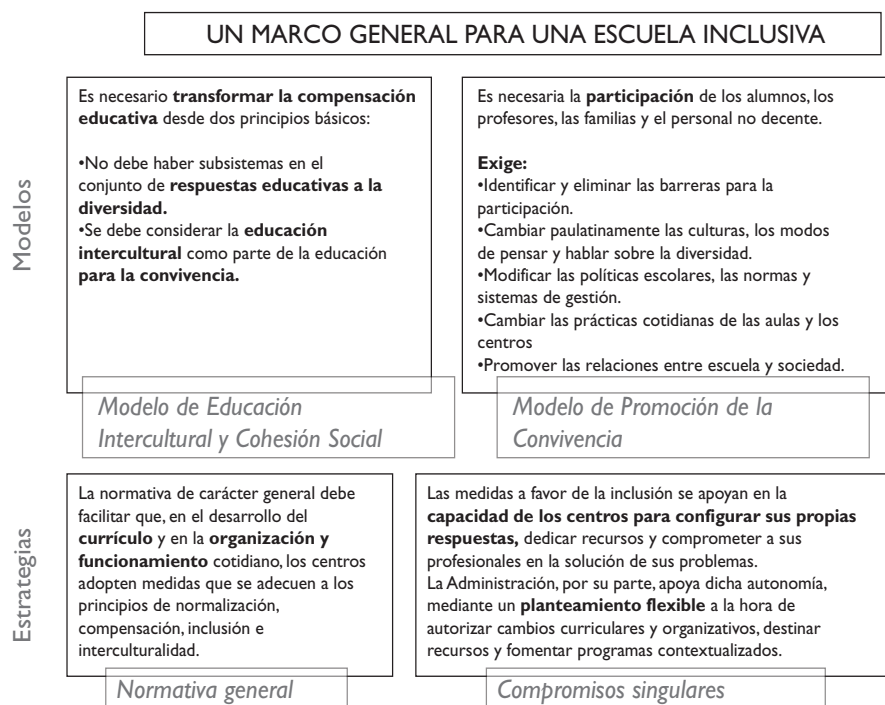 UN MARCO GENERAL PARA UNA ESCUELA INCLUSIVA
Modelos
Es necesario transformar la compensación
educativa desde dos principios básicos:
•No debe haber subsistemas en el
conjunto de respuestas educativas a la
diversidad.
•Se debe considerar la educación
intercultural como parte de la educación
para la convivencia.
Modelo de Educación
Intercultural y Cohesión Social
Es necesaria la participación de los alumnos, los
profesores, las familias y el personal no decente.
Exige:
•Identificar y eliminar las barreras para la
participación.
•Cambiar paulatinamente las culturas, los modos
de pensar y hablar sobre la diversidad.
•Modificar las políticas escolares, las normas y
sistemas de gestión.
•Cambiar las prácticas cotidianas de las aulas y los
centros
•Promover las relaciones entre escuela y sociedad.
Modelo de Promoción de la
Convivencia
Estrategias
La normativa de carácter general debe
facilitar que, en el desarrollo del
currículo y en la organización y
funcionamiento cotidiano, los centros
adopten medidas que se adecuen a los
principios de normalización,
compensación, inclusión e
interculturalidad.
Normativa general
Las medidas a favor de la inclusión se apoyan en la
capacidad de los centros para configurar sus propias
respuestas, dedicar recursos y comprometer a sus
profesionales en la solución de sus problemas.
La Administración, por su parte, apoya dicha autonomía,
mediante un planteamiento flexible a la hora de
autorizar cambios curriculares y organizativos, destinar
recursos y fomentar programas contextualizados.
Compromisos singulares